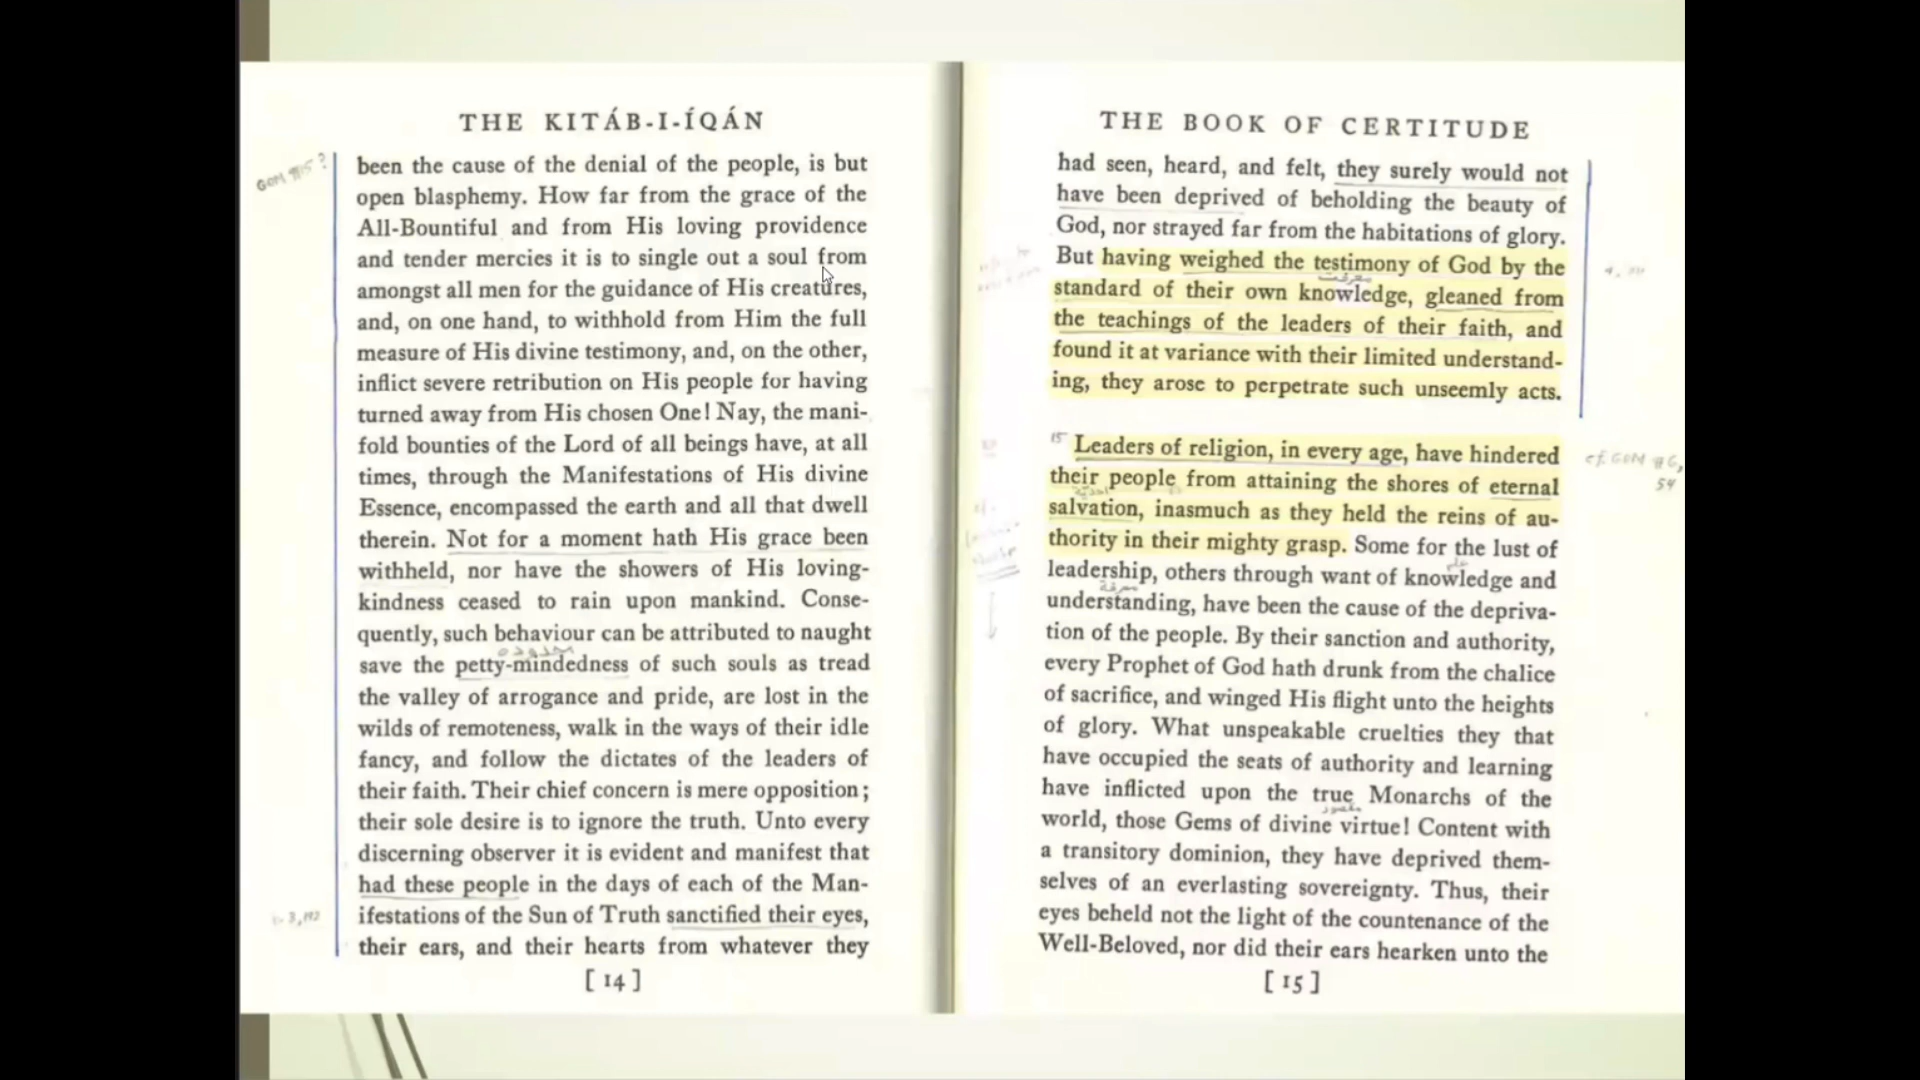 THE KITÁB-I-ÍQÁN
GOM #15?
been the cause of the denial of the people, is but
open blasphemy. How far from the grace of the
All-Bountiful and from His loving providence
and tender mercies it is to single out a soul from
amongst all men for the guidance of His creatures,
and, on one hand, to withhold from Him the full
measure of His divine testimony, and, on the other,
inflict severe retribution on His people for having
turned away from His chosen One! Nay, the mani-
fold bounties of the Lord of all beings have, at all
times, through the Manifestations of His divine
Essence, encompassed the earth and all that dwell
therein. Not for a moment hath His grace been
withheld, nor have the showers of His loving-
kindness ceased to rain upon mankind. Conse-
quently, such behaviour can be attributed to naught
save the petty-mindedness of such souls as tread
the valley of arrogance and pride, are lost in the
wilds of remoteness, walk in the ways of their idle
fancy, and follow the dictates of the leaders of
their faith. Their chief concern is mere opposition;
their sole desire is to ignore the truth. Unto every
discerning observer it is evident and manifest that
had these people in the days of each of the Man-
ifestations of the Sun of Truth sanctified their eyes,
their ears, and their hearts from whatever they
[ 14 ]
THE BOOK OF CERTITUDE
had seen, heard, and felt, they surely would not
have been deprived of beholding the beauty of
God, nor strayed far from the habitations of glory.
But having weighed the testimony of God by the
معرفت
standard of their own knowledge, gleaned from
the teachings of the leaders of their faith, and
found it at variance with their limited understand-
ing, they arose to perpetrate such unseemly acts.
15 Leaders of religion, in every age, have hindered
cf. GOM #6,
54
their people from attaining the shores of eternal
salvation, inasmuch as they held the reins of au-
thority in their mighty grasp. Some for the lust of
علم
leadership, others through want of knowledge and
معرفة
understanding, have been the cause of the depriva-
tion of the people. By their sanction and authority,
every Prophet of God hath drunk from the chalice
of sacrifice, and winged His flight unto the heights
of glory. What unspeakable cruelties they that
have occupied the seats of authority and learning
have inflicted upon the true Monarchs of the
world, those Gems of divine virtue! Content with
a transitory dominion, they have deprived them-
selves of an everlasting sovereignty. Thus, their
eyes beheld not the light of the countenance of the
Well-Beloved, nor did their ears hearken unto the
[ 15 ]